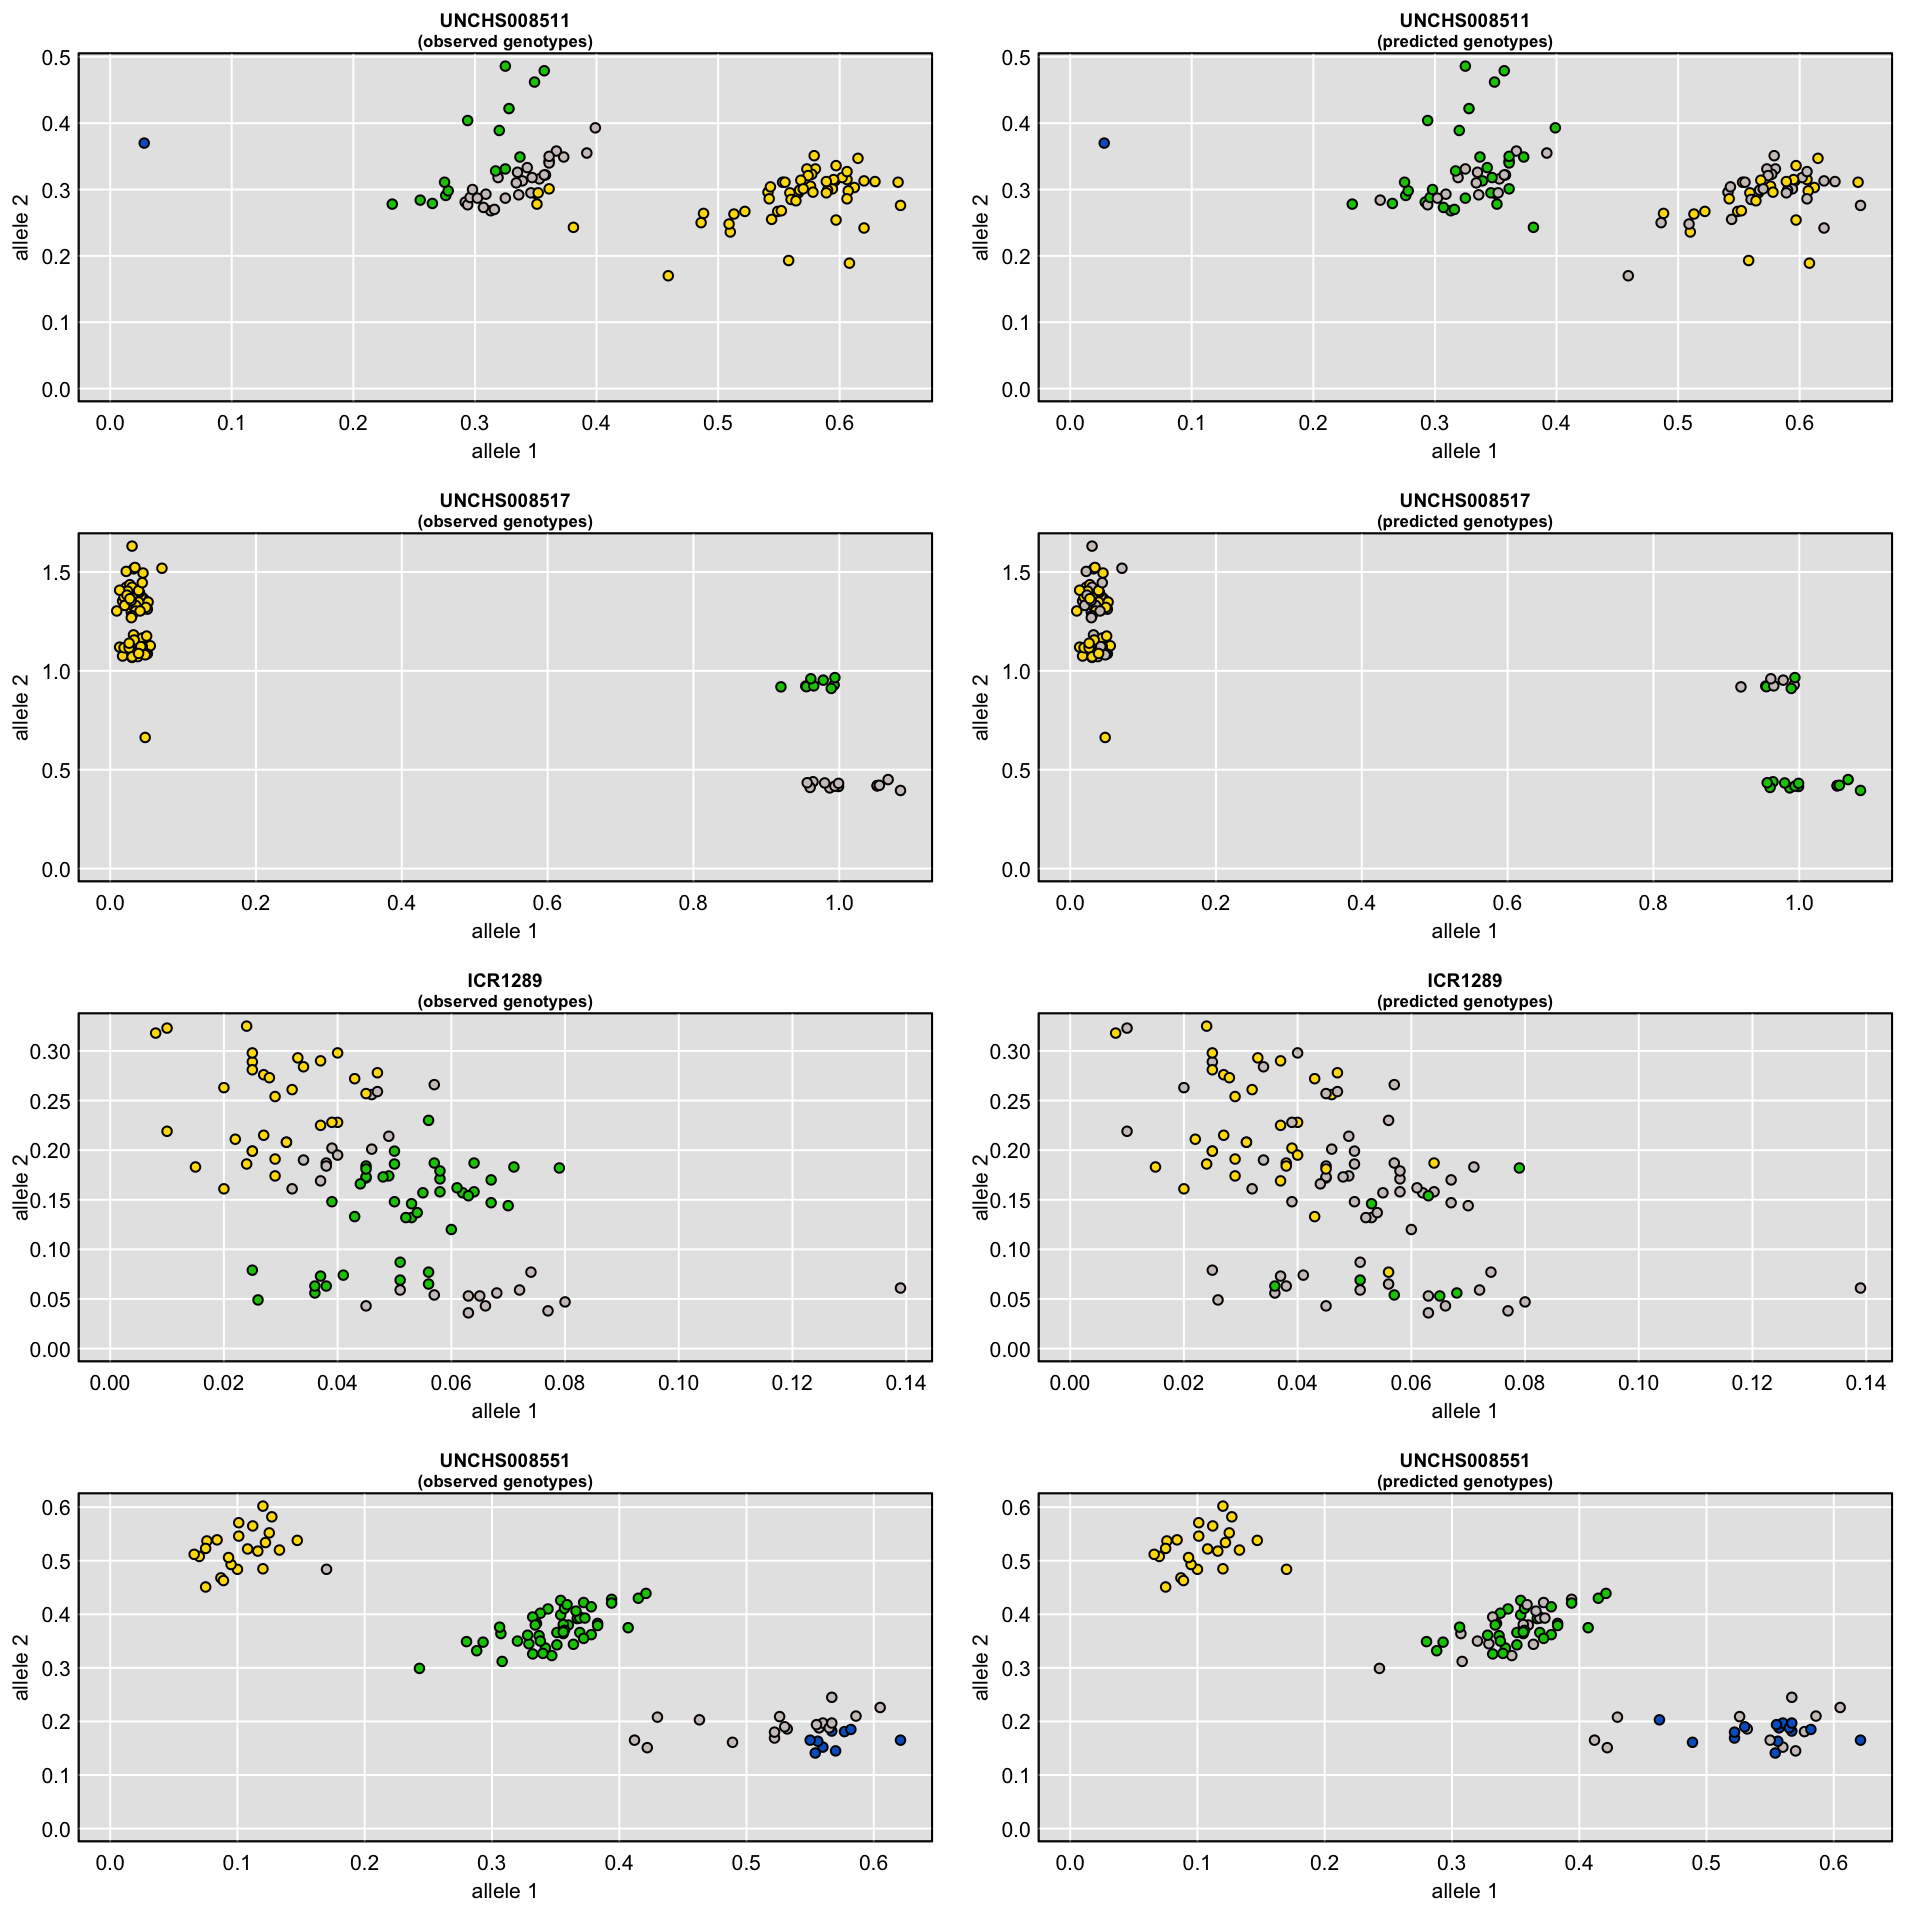 UNCHS008511
(observed genotypes)
0.5
0.4
0.3
0.2
0.1
0.0
allele 2
0.0 0.1 0.2 0.3 0.4 0.5 0.6
allele 1
UNCHS008511
(predicted genotypes)
0.5
0.4
0.3
0.2
0.1
0.0
allele 2
0.0 0.1 0.2 0.3 0.4 0.5 0.6
allele 1
UNCHS008517
(observed genotypes)
1.5
1.0
0.5
0.0
allele 2
0.0 0.2 0.4 0.6 0.8 1.0
allele 1
UNCHS008517
(predicted genotypes)
1.5
1.0
0.5
0.0
allele 2
0.0 0.2 0.4 0.6 0.8 1.0
allele 1
ICR1289
(observed genotypes)
0.30
0.25
0.20
0.15
0.10
0.05
0.00
allele 2
0.00 0.02 0.04 0.06 0.08 0.10 0.12 0.14
allele 1
ICR1289
(predicted genotypes)
0.30
0.25
0.20
0.15
0.10
0.05
0.00
allele 2
0.00 0.02 0.04 0.06 0.08 0.10 0.12 0.14
allele 1
UNCHS008551
(observed genotypes)
0.6
0.5
0.4
0.3
0.2
0.1
0.0
allele 2
0.0 0.1 0.2 0.3 0.4 0.5 0.6
allele 1
UNCHS008551
(predicted genotypes)
0.6
0.5
0.4
0.3
0.2
0.1
0.0
allele 2
0.0 0.1 0.2 0.3 0.4 0.5 0.6
allele 1